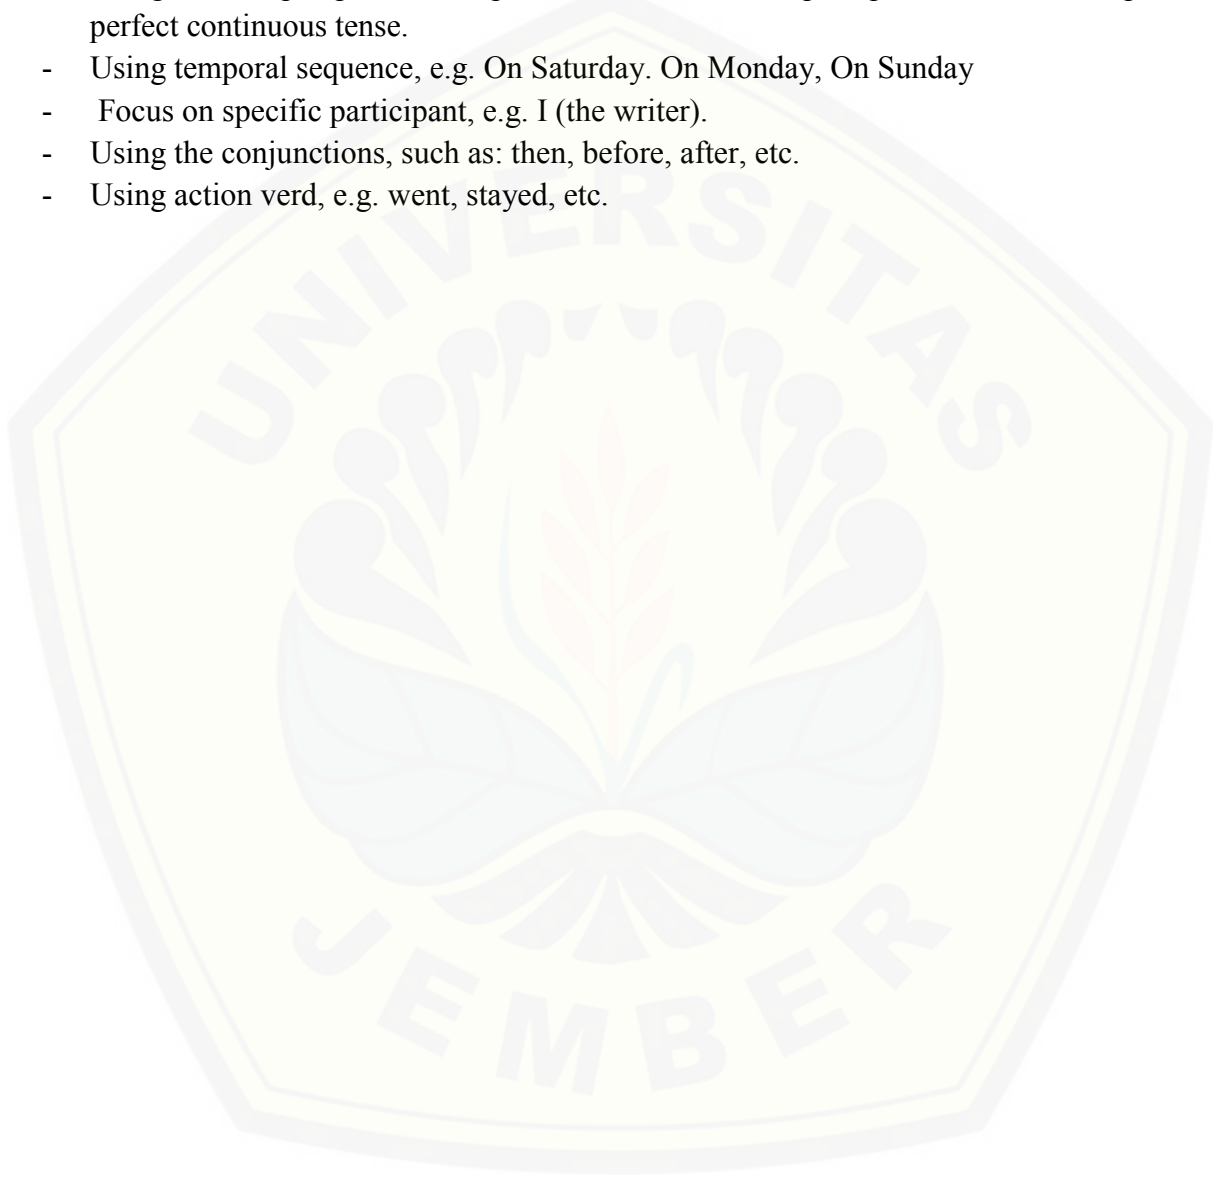 perfect continuous tense.
- Using temporal sequence, e.g. On Saturday. On Monday, On Sunday
- Focus on specific participant, e.g. I (the writer).
- Using the conjunctions, such as: then, before, after, etc.
- Using action verd, e.g. went, stayed, etc.
UNIVERSITAS
JEMBER